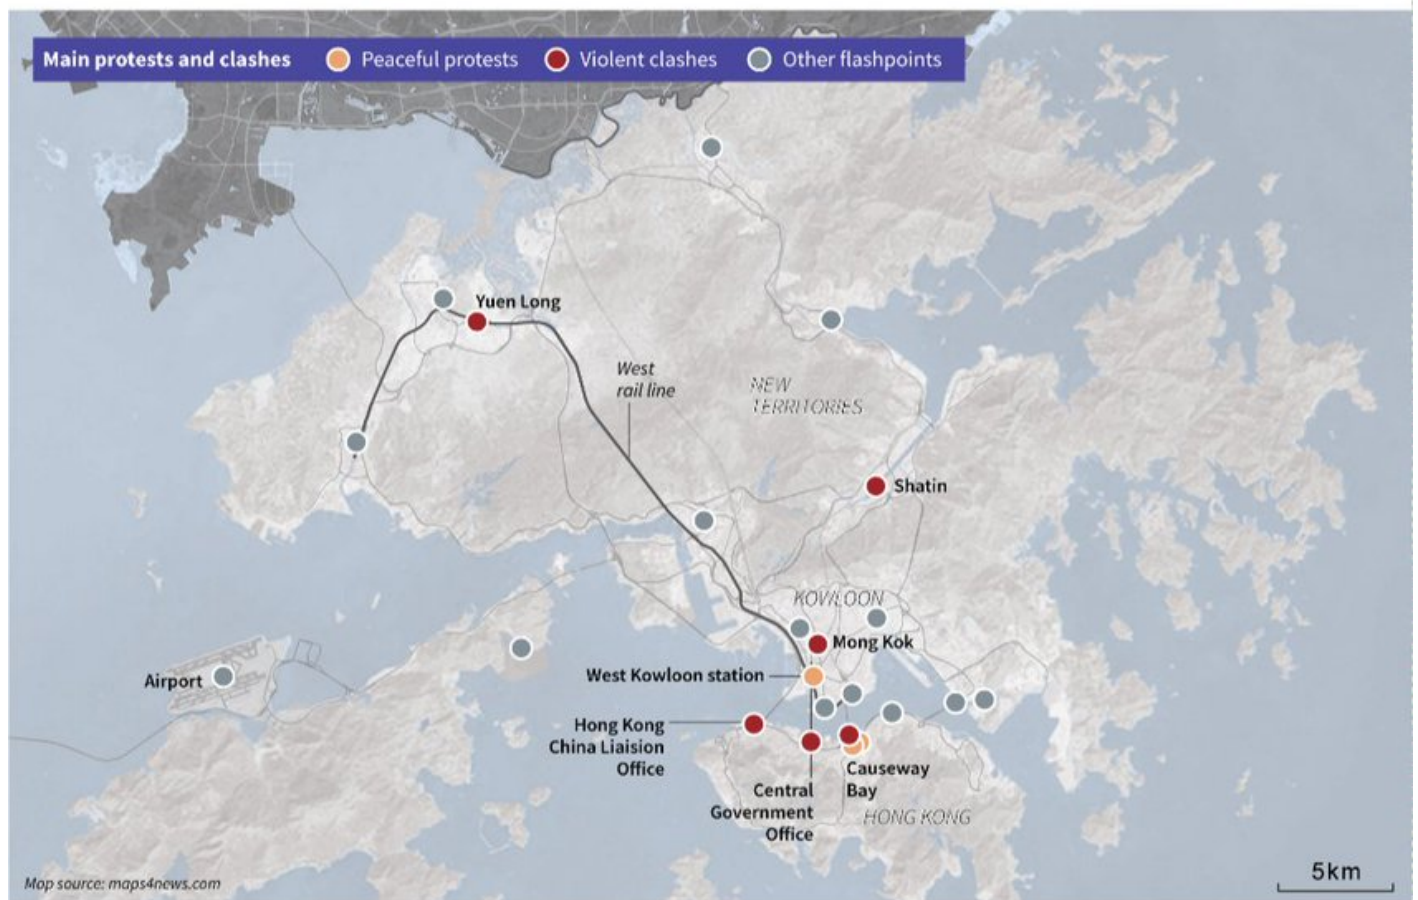 Main protests and clashes Peaceful protests Violent clashes Other flashpoints
Yuen Long
West
rail line
NEW
TERRITORIES
Shatin
KOWLOON
Mong Kok
Airport
West Kowloon station
Hong Kong
China Liaision
Office
Causeway
Bay
Central
Government
Office
HONG KONG
5km
Map source: maps4news.com